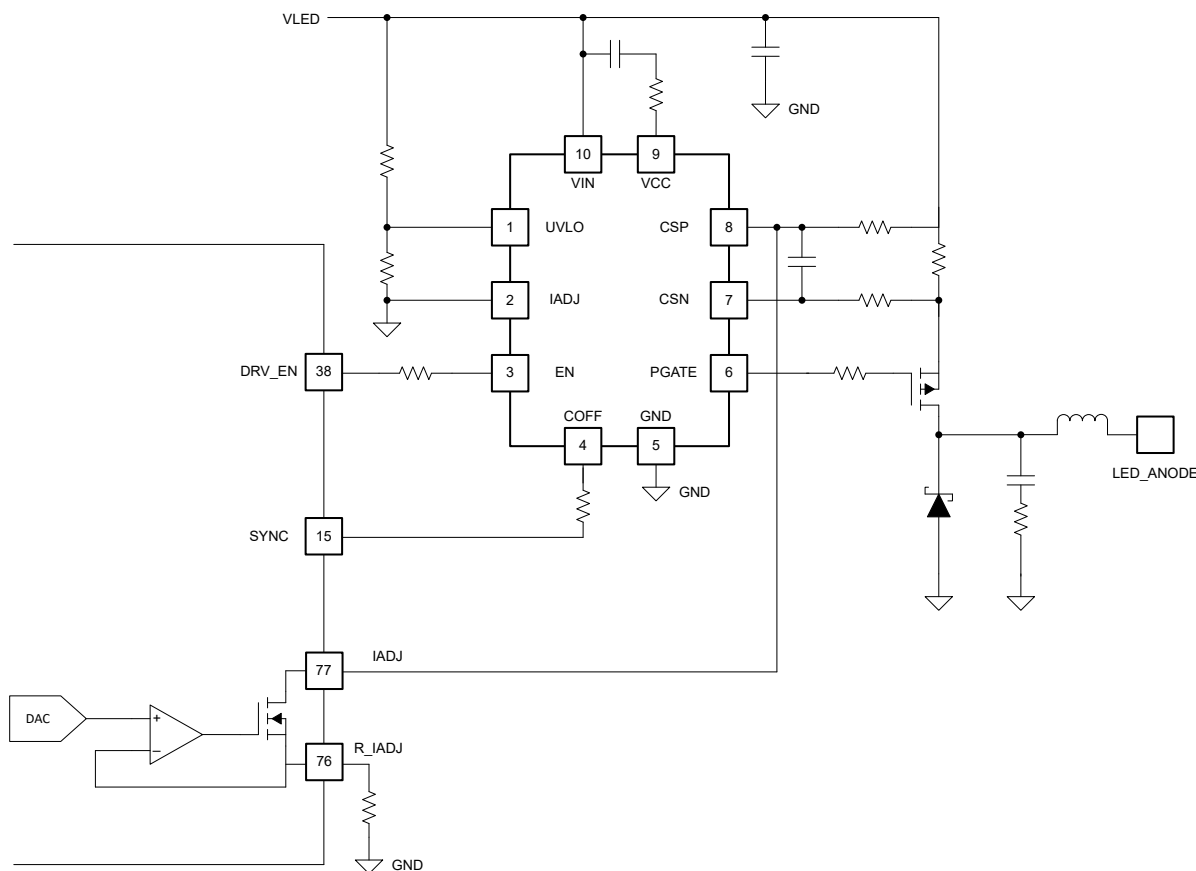 VLED
GND
10
9
VIN
VCC
1
UVLO
CSP
8
2
IADJ
CSN
7
DRV_EN
38
3
EN
PGATE
6
COFF
GND
4
5
GND
LED_ANODE
SYNC
15
IADJ
77
DAC
+
−
R_IADJ
76
GND